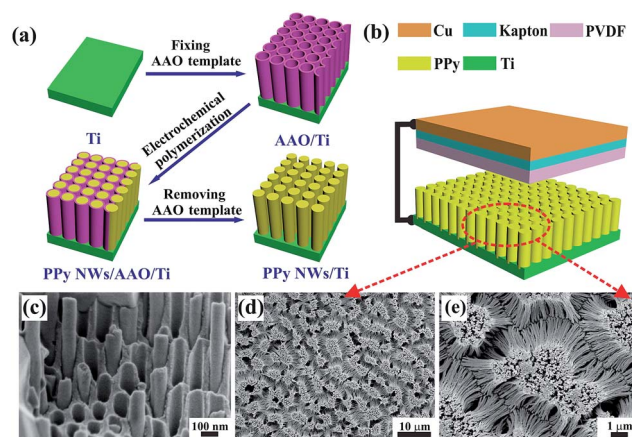 (a)
Fixing
AAO template
Ti
AAO/Ti
Electrochemical
polymerization
Removing
AAO template
PPy NWs/AAO/Ti
PPy NWs/Ti
(b)
Cu
Kapton
PVDF
PPy
Ti
(c)
100 nm
(d)
10 μm
(e)
1 μm